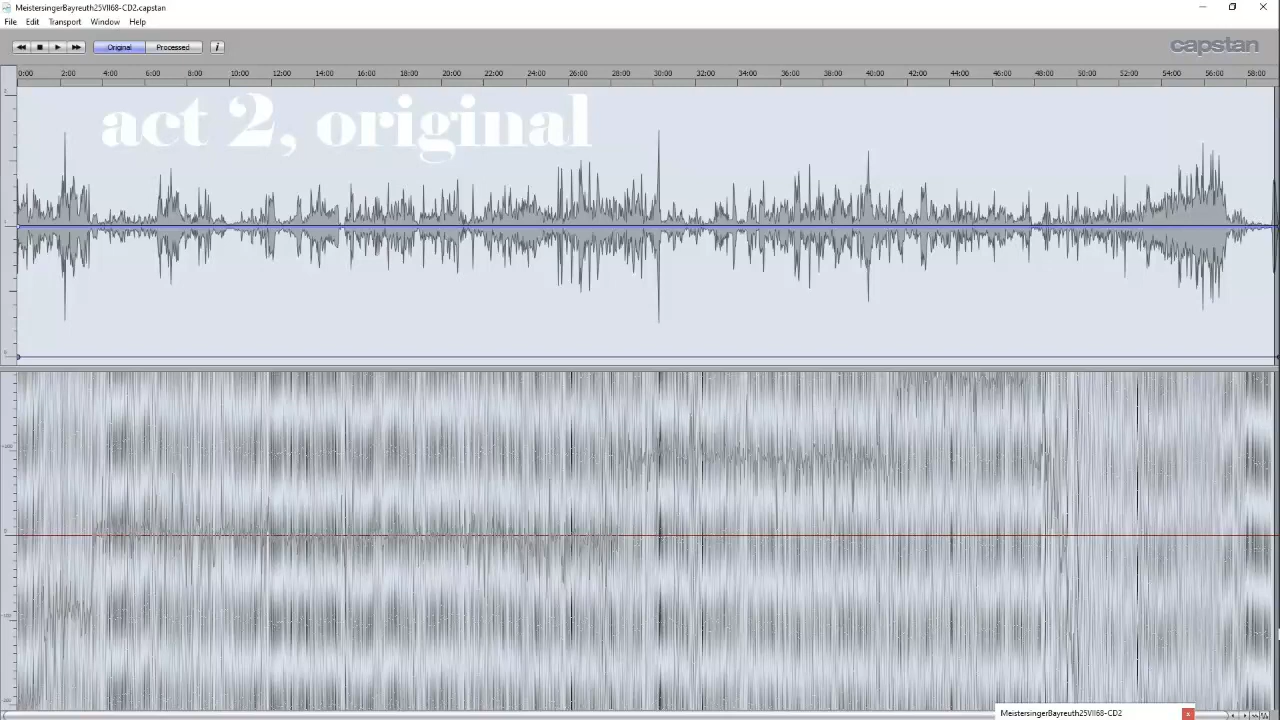 MeistersingerBayreuth25VII68-CD2.capstan
File Edit Transport Window Help
Original Processed i
capstan
0:00 2:00 4:00 6:00 8:00 10:00 12:00 14:00 16:00 18:00 20:00 22:00 24:00 26:00 28:00 30:00 32:00 34:00 36:00 38:00 40:00 42:00 44:00 46:00 48:00 50:00 52:00 54:00 56:00 58:00
act 2, original
MeistersingerBayreuth25VII68-CD2